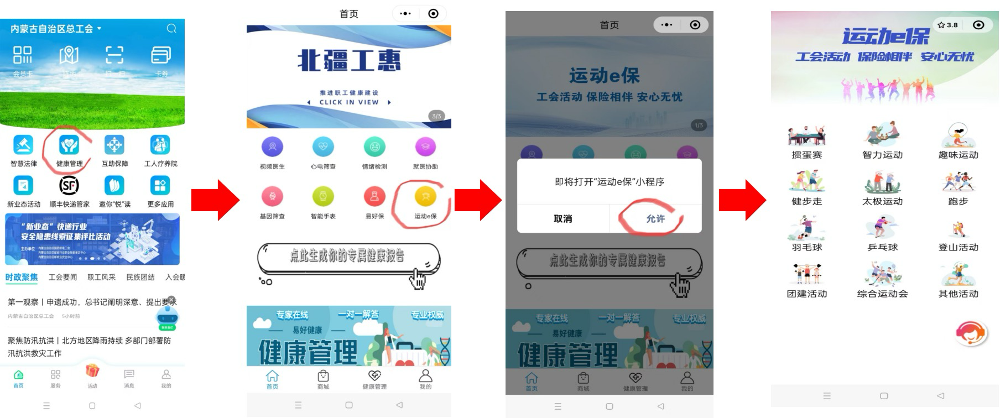 内蒙古自治区总工会
会员卡 阵地 扫一扫 卡券
智慧法律 健康管理 互助保障 工人疗养院
SF
新业态活动 顺丰快递管家 邀你“悦”读 更多应用
“新业态”快递行业
安全隐患线索征集评比活动
主办单位
时政聚焦 工会要闻 职工风采 民族团结 入会暖
第一观察丨申遗成功，总书记阐明深意、提出要求
内蒙古自治区总工会 5小时前
聚焦防汛抗洪丨北方地区降雨持续 多部门部署防
汛抗洪救灾工作
首页 服务 活动 消息 我的
首页
北疆工惠
推进职工健康建设
CLICK IN VIEW
3/3
视频医生 心电筛查 情绪检测 就医协助
基因筛查 智能手表 易好保 运动e保
点此生成你的专属健康报告
专家在线 一对一解答 专业权威
易好健康
健康管理
首页 商城 健康管理 我的
首页
运动e保
工会活动 保险相伴 安心无忧
1/3
即将打开“运动e保”小程序
取消 允许
点此生成你的专属健康报告
专家在线 一对一解答 专业权威
易好健康
健康管理
首页 商城 健康管理 我的
3.8
运动e保
工会活动 保险相伴 安心无忧
掼蛋赛 智力运动 趣味运动
健步走 太极运动 跑步
羽毛球 乒乓球 登山活动
团建活动 综合运动会 其他活动